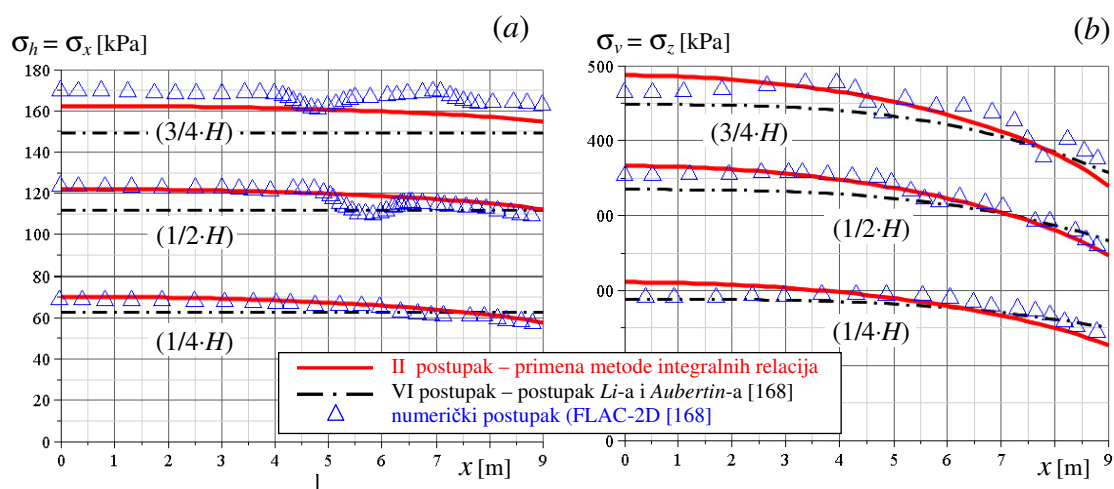 (a)
σh = σx [kPa]
180
160
140
120
100
80
60
40
20
0
(3/4·H)
(1/2·H)
(1/4·H)
0 1 2 3 4 5 6 7 8 9
x [m]
(b)
σv = σz [kPa]
500
400
00
00
0
(3/4·H)
(1/2·H)
(1/4·H)
0 1 2 3 4 5 6 7 8 9
x [m]
II postupak – primena metode integralnih relacija
VI postupak – postupak Li-a i Aubertin-a [168]
numerički postupak (FLAC-2D [168]